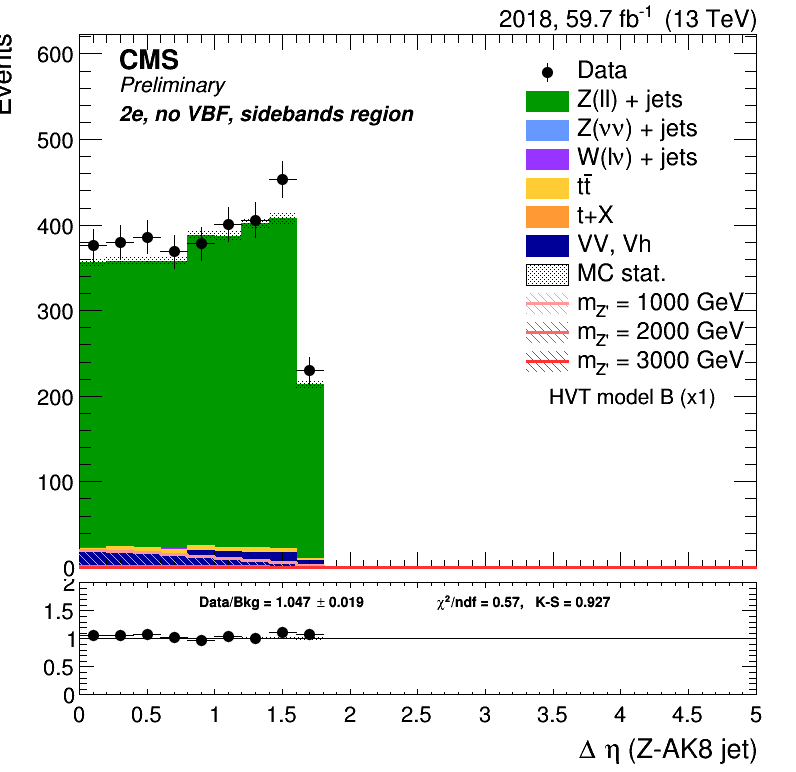 2018, 59.7 fb⁻¹ (13 TeV)
Events
600
500
400
300
200
100
0
CMS
Preliminary
2e, no VBF, sidebands region
Data
Z(ll) + jets
Z(νν) + jets
W(lν) + jets
tt̄
t+X
VV, Vh
MC stat.
m_Z' = 1000 GeV
m_Z' = 2000 GeV
m_Z' = 3000 GeV
HVT model B (x1)
2
1.5
1
0.5
0
Data/Bkg = 1.047 ± 0.019 χ²/ndf = 0.57, K-S = 0.927
0 0.5 1 1.5 2 2.5 3 3.5 4 4.5 5
Δ η (Z-AK8 jet)